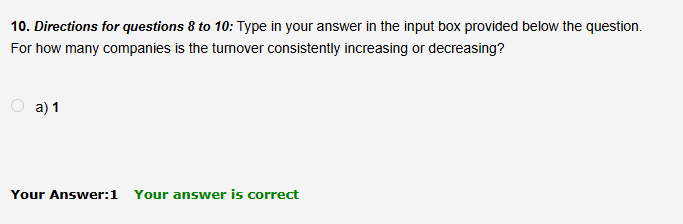 10. Directions for questions 8 to 10: Type in your answer in the input box provided below the question.
For how many companies is the turnover consistently increasing or decreasing?
a) 1
Your Answer:1 Your answer is correct